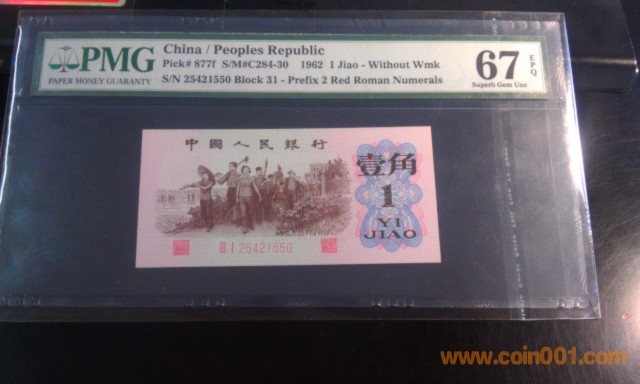 PMG
PAPER MONEY GUARANTY
China / Peoples Republic
Pick# 877f S/M#C284-30 1962 1 Jiao - Without Wmk
S/N 25421550 Block 31 - Prefix 2 Red Roman Numerals
67 EPQ
Superb Gem Unc
中國人民銀行
壹角
1
YI
JIAO
III I 25421550
www.coin001.com